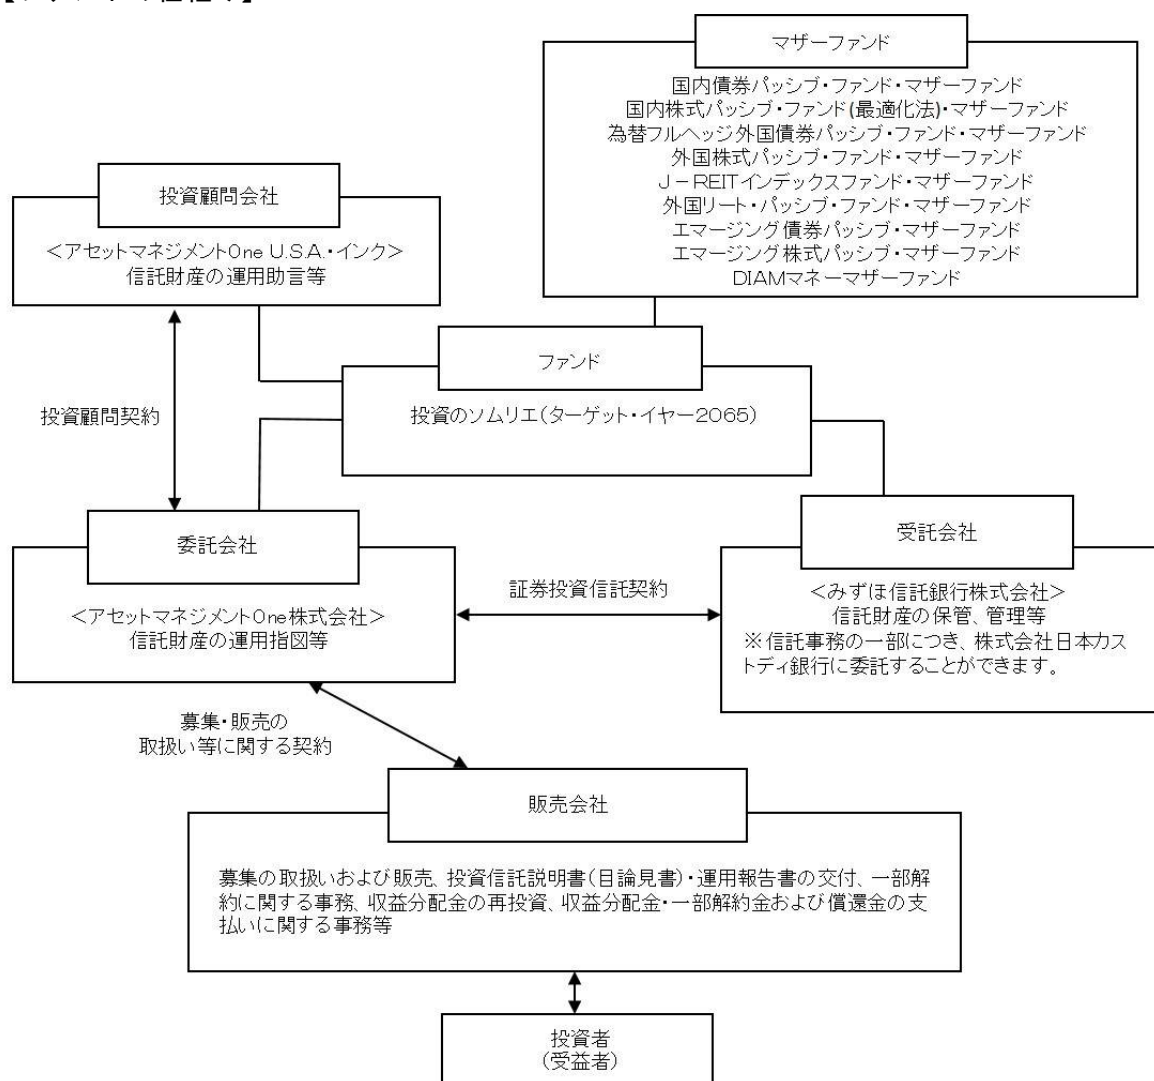 マザーファンド
国内債券パッシブ・ファンド・マザーファンド
国内株式パッシブ・ファンド(最適化法)・マザーファンド
為替フルヘッジ外国債券パッシブ・ファンド・マザーファンド
外国株式パッシブ・ファンド・マザーファンド
J-REITインデックスファンド・マザーファンド
外国リート・パッシブ・ファンド・マザーファンド
エマージング債券パッシブ・マザーファンド
エマージング株式パッシブ・マザーファンド
DIAMマネーマザーファンド
投資顧問会社
<アセットマネジメントOne U.S.A.・インク>
信託財産の運用助言等
ファンド
投資のソムリエ(ターゲット・イヤー2065)
投資顧問契約
委託会社
<アセットマネジメントOne株式会社>
信託財産の運用指図等
証券投資信託契約
受託会社
<みずほ信託銀行株式会社>
信託財産の保管、管理等
※信託事務の一部につき、株式会社日本カス
トディ銀行に委託することができます。
募集・販売の
取扱い等に関する契約
販売会社
募集の取扱いおよび販売、投資信託説明書(目論見書)・運用報告書の交付、一部解
約に関する事務、収益分配金の再投資、収益分配金・一部解約金および償還金の支
払いに関する事務等
投資者
(受益者)